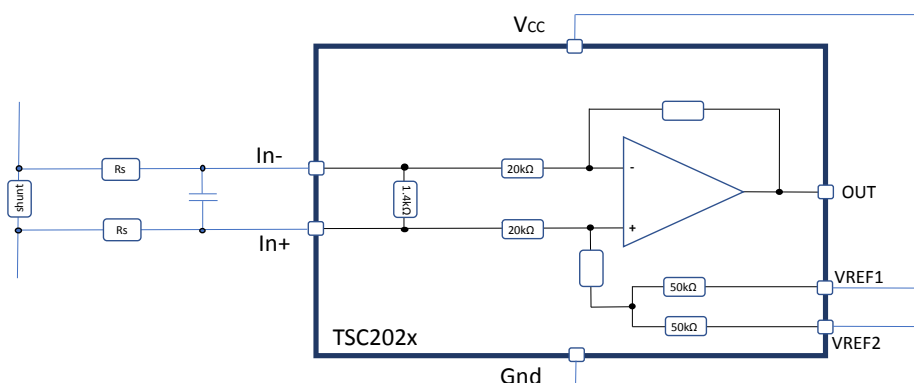 Vcc
In-
Rs
20kΩ
-
shunt
1.4kΩ
OUT
Rs
In+
20kΩ
+
VREF1
50kΩ
50kΩ
VREF2
TSC202x
Gnd